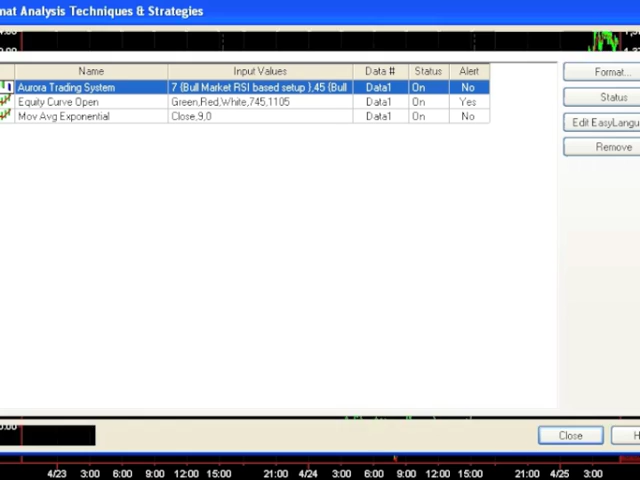 mat Analysis Techniques & Strategies
Name Input Values Data # Status Alert
Aurora Trading System 7 {Bull Market RSI based setup },45 {Bull Data1 On No
Equity Curve Open Green,Red,White,745,1105 Data1 On Yes
Mov Avg Exponential Close,9,0 Data1 On No
Format...
Status
Edit EasyLangu
Remove
Close H
4/23 3:00 6:00 9:00 12:00 15:00 21:00 4/24 3:00 6:00 9:00 12:00 15:00 21:00 4/25 3:00